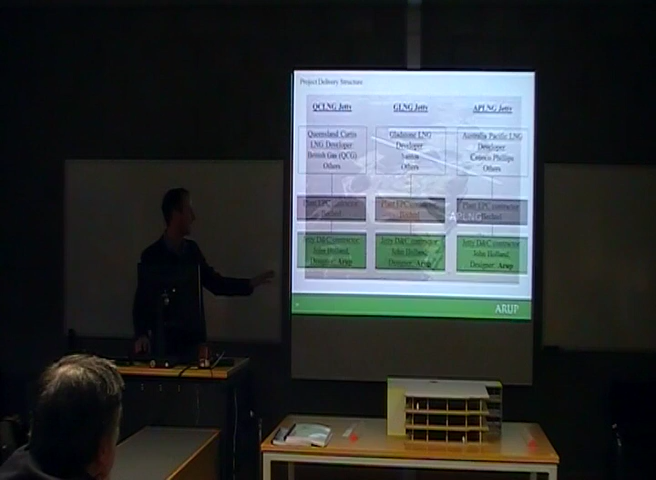 Project Delivery Structure
QCLNG Jetty
GLNG Jetty
APLNG Jetty
Queensland Curtis
LNG Developer
British Gas (QCG)
Others
Gladstone LNG
Developer
Santos
Others
Australia Pacific LNG
Developer
Conoco Phillips
Others
Plant EPC contractor:
Bechtel
Plant EPC contractor:
Bechtel
Plant EPC contractor:
Bechtel
APLNG
Jetty D&C contractor:
John Holland,
Designer: Arup
Jetty D&C contractor:
John Holland,
Designer: Arup
Jetty D&C contractor:
John Holland,
Designer: Arup
ARUP